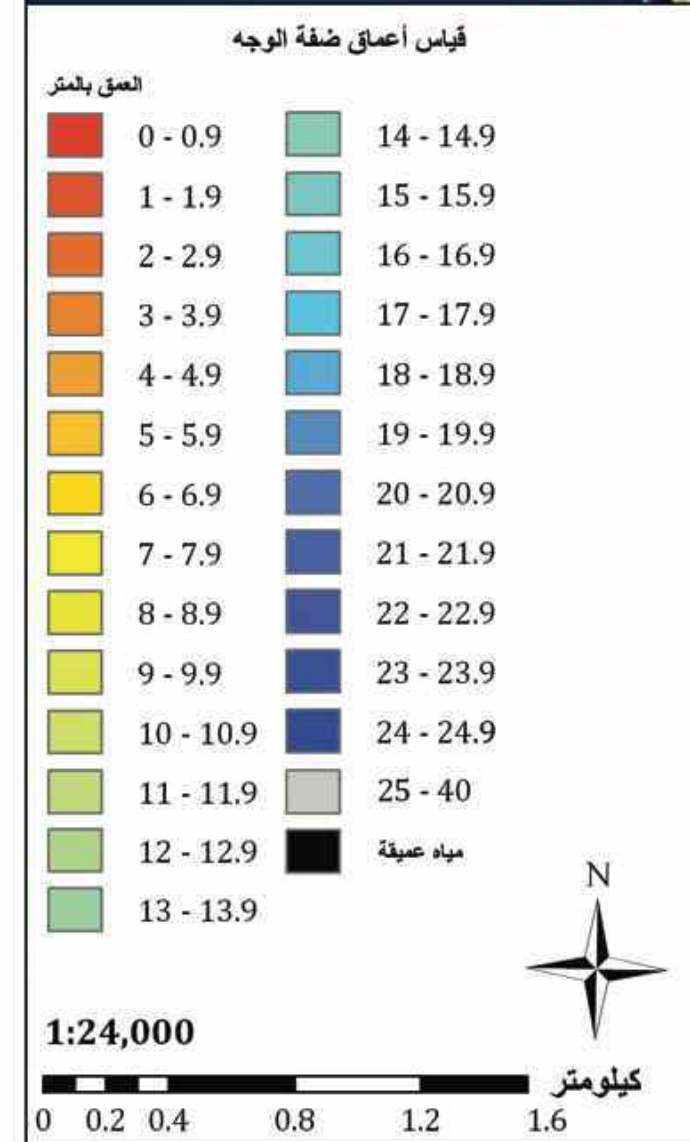 قياس أعماق ضفة الوجه
العمق بالمتر
0 - 0.9
1 - 1.9
2 - 2.9
3 - 3.9
4 - 4.9
5 - 5.9
6 - 6.9
7 - 7.9
8 - 8.9
9 - 9.9
10 - 10.9
11 - 11.9
12 - 12.9
13 - 13.9
14 - 14.9
15 - 15.9
16 - 16.9
17 - 17.9
18 - 18.9
19 - 19.9
20 - 20.9
21 - 21.9
22 - 22.9
23 - 23.9
24 - 24.9
25 - 40
مياه عميقة
N
1:24,000
كيلومتر
0 0.2 0.4 0.8 1.2 1.6